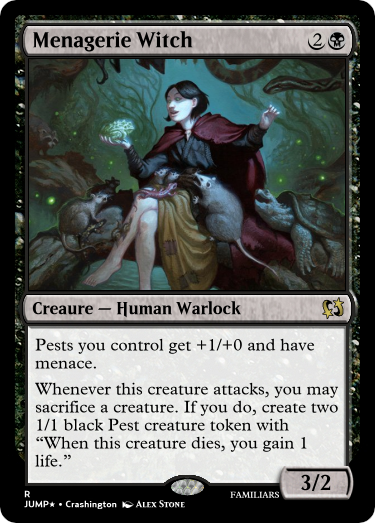 Menagerie Witch 2
Creaure — Human Warlock
Pests you control get +1/+0 and have
menace.
Whenever this creature attacks, you may
sacrifice a creature. If you do, create two
1/1 black Pest creature token with
“When this creature dies, you gain 1
life.”
3/2
R
JUMP★ • Crashington ALEX STONE
FAMILIARS